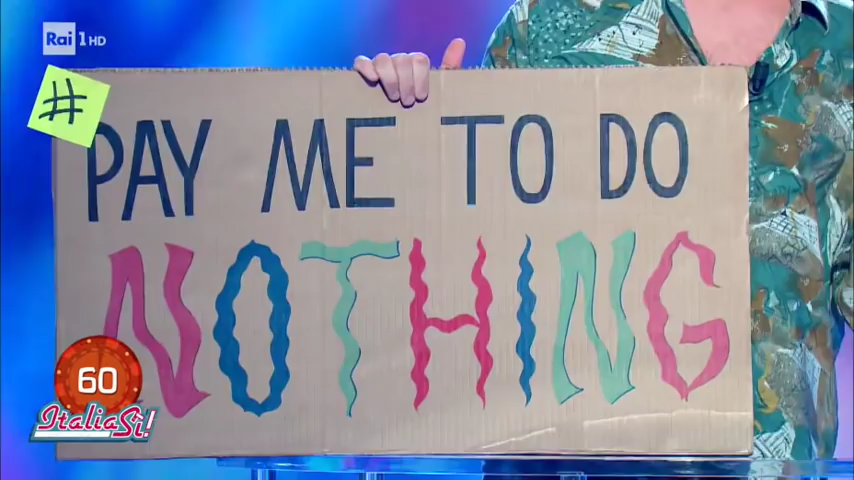 Rai 1 HD
#
PAY ME TO DO
NOTHING
60
ItaliaSì!